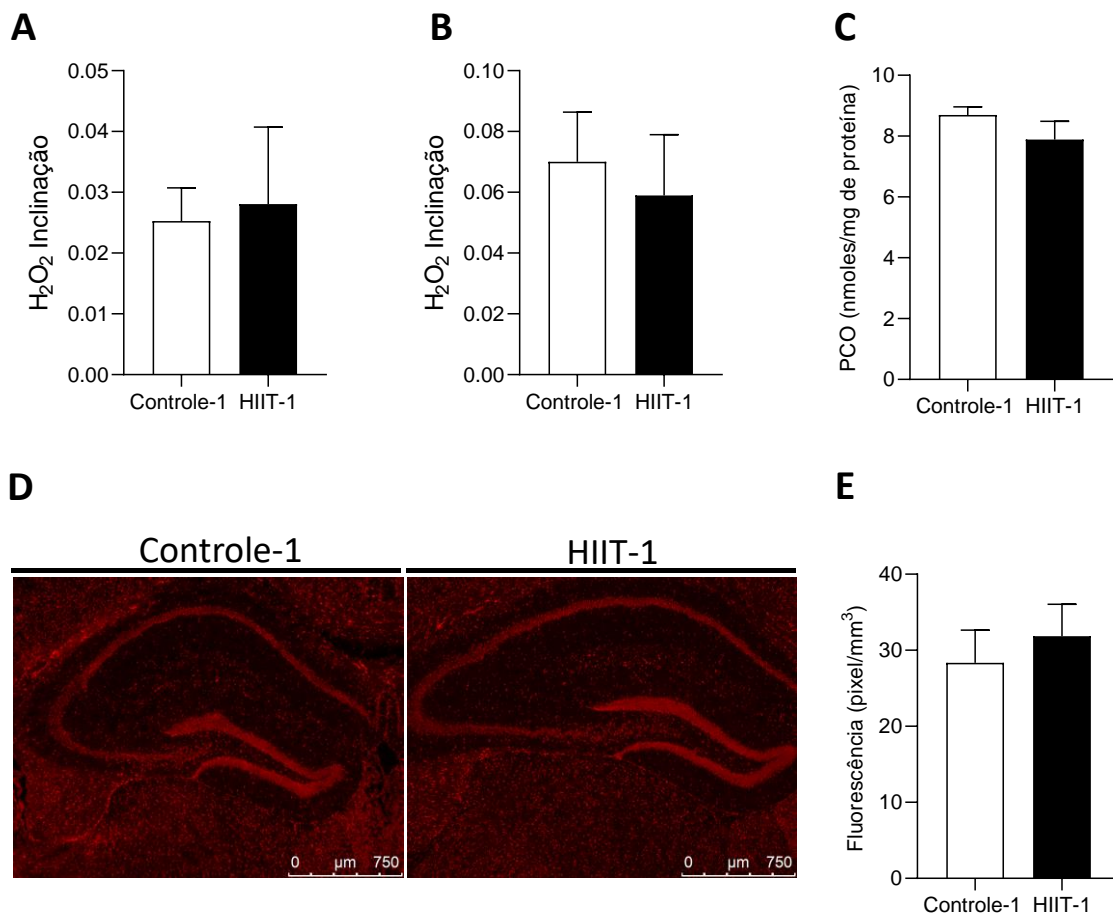 A
H₂O₂ Inclinação
0.05
0.04
0.03
0.02
0.01
0.00
Controle-1 HIIT-1
B
H₂O₂ Inclinação
0.10
0.08
0.06
0.04
0.02
0.00
Controle-1 HIIT-1
C
PCO (nmoles/mg de proteína)
10
8
6
4
2
0
Controle-1 HIIT-1
D
Controle-1
HIIT-1
0 µm 750
0 µm 750
E
Fluorescência (pixel/mm³)
40
30
20
10
0
Controle-1 HIIT-1